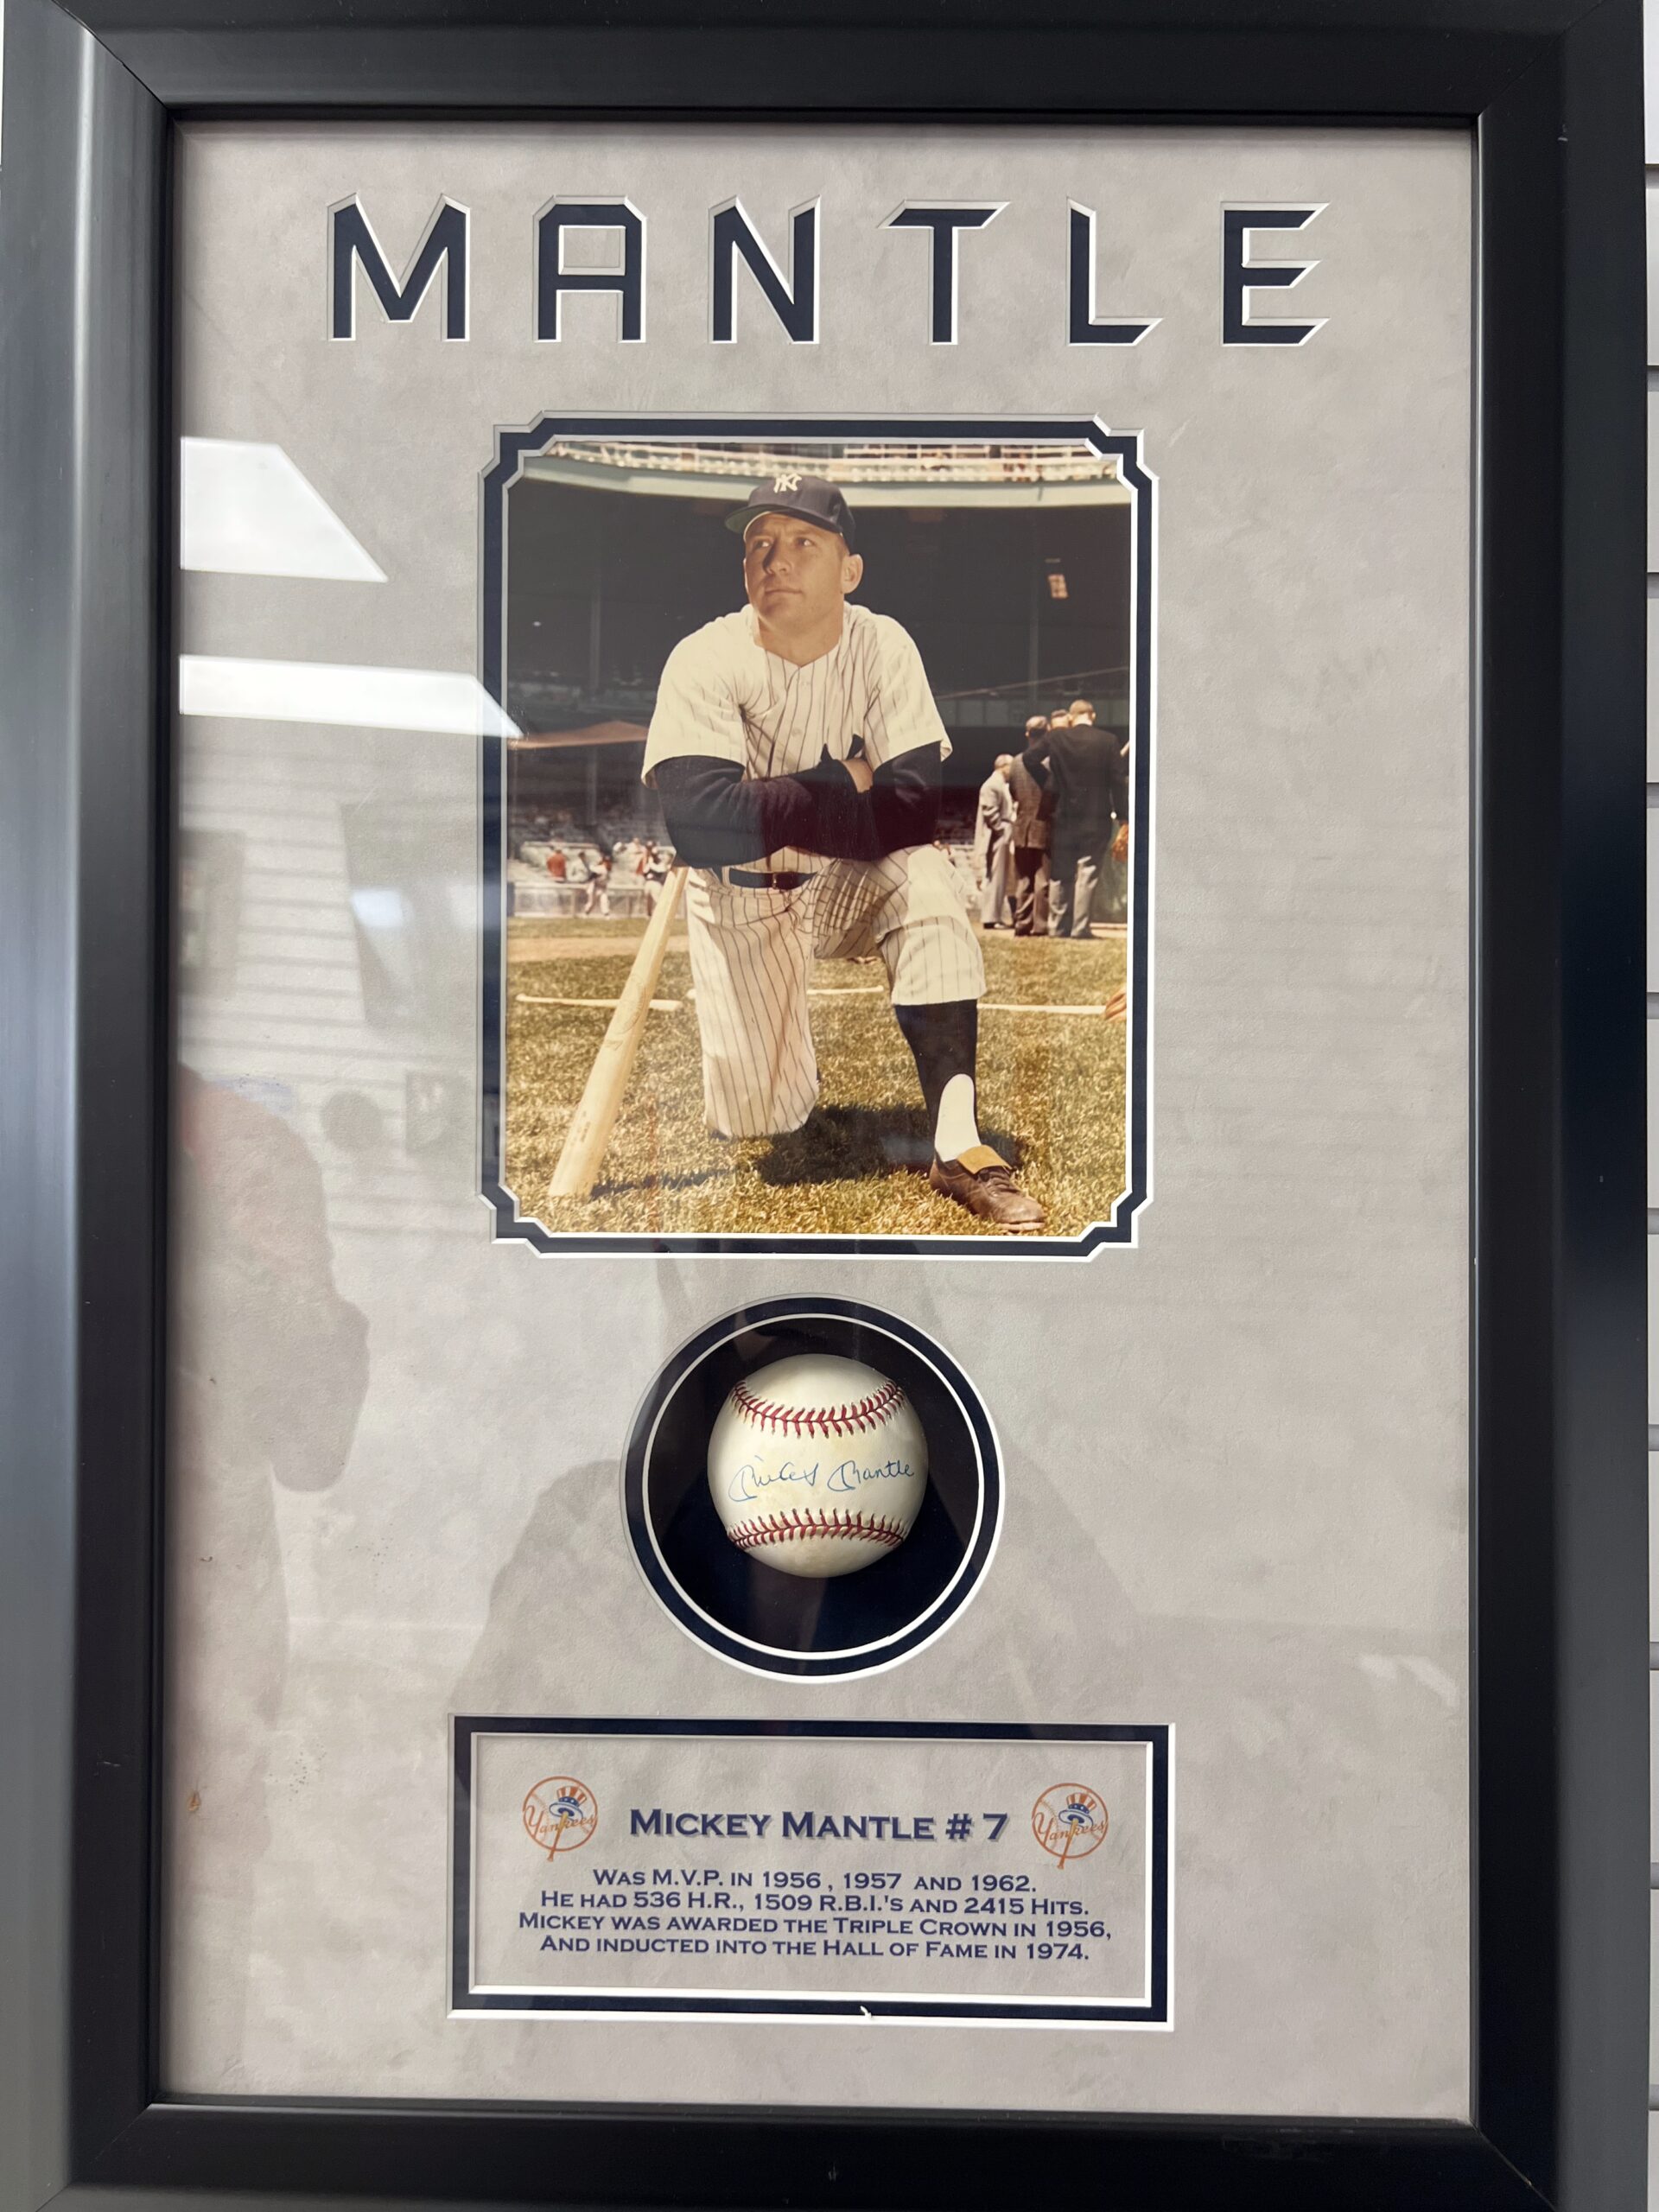 MANTLE
NY
Mickey Mantle
Yankees
MICKEY MANTLE # 7
Yankees
WAS M.V.P. IN 1956 , 1957 AND 1962.
HE HAD 536 H.R., 1509 R.B.I.'S AND 2415 HITS.
MICKEY WAS AWARDED THE TRIPLE CROWN IN 1956,
AND INDUCTED INTO THE HALL OF FAME IN 1974.